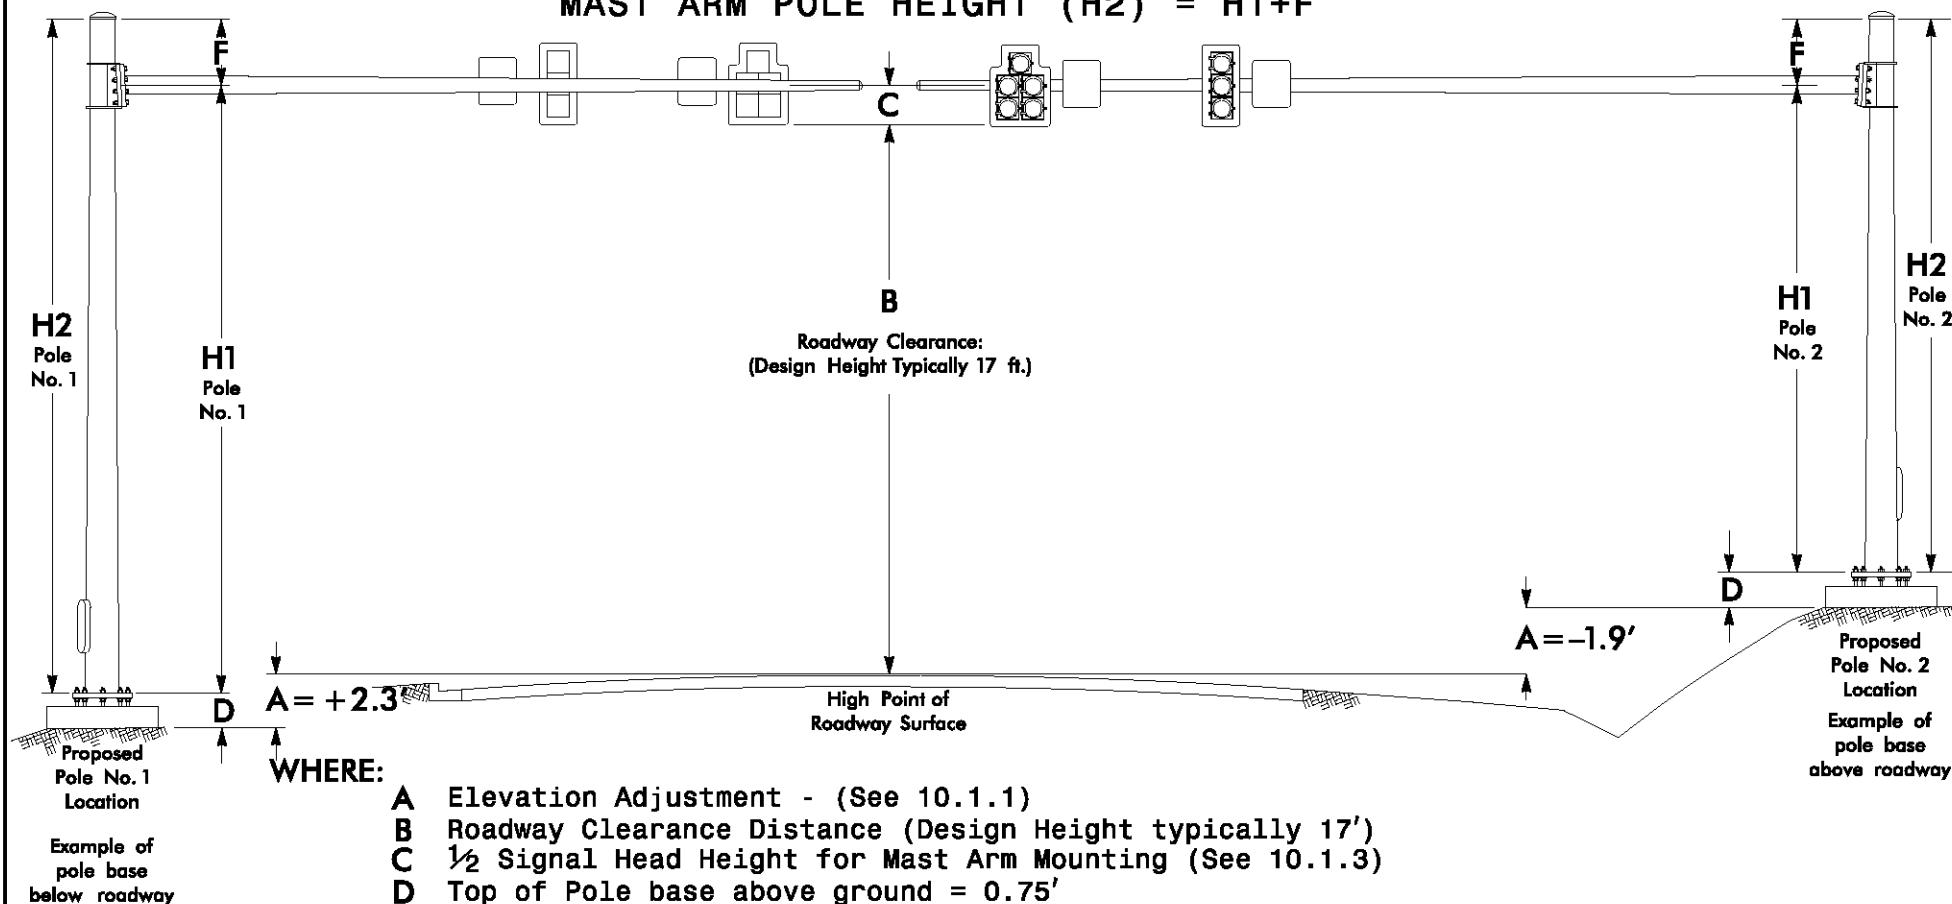 MAST ARM POLE HEIGHT (H2) = H1+F
F
F
C
H2
Pole
No. 1
H1
Pole
No. 1
B
Roadway Clearance:
(Design Height Typically 17 ft.)
H1
Pole
No. 2
H2
Pole
No. 2
D
A=-1.9'
A= +2.3'
D
High Point of
Roadway Surface
Proposed
Pole No. 1
Location
Example of
pole base
below roadway
Proposed
Pole No. 2
Location
Example of
pole base
above roadway
WHERE:
A Elevation Adjustment - (See 10.1.1)
B Roadway Clearance Distance (Design Height typically 17')
C ½ Signal Head Height for Mast Arm Mounting (See 10.1.3)
D Top of Pole base above ground = 0.75'